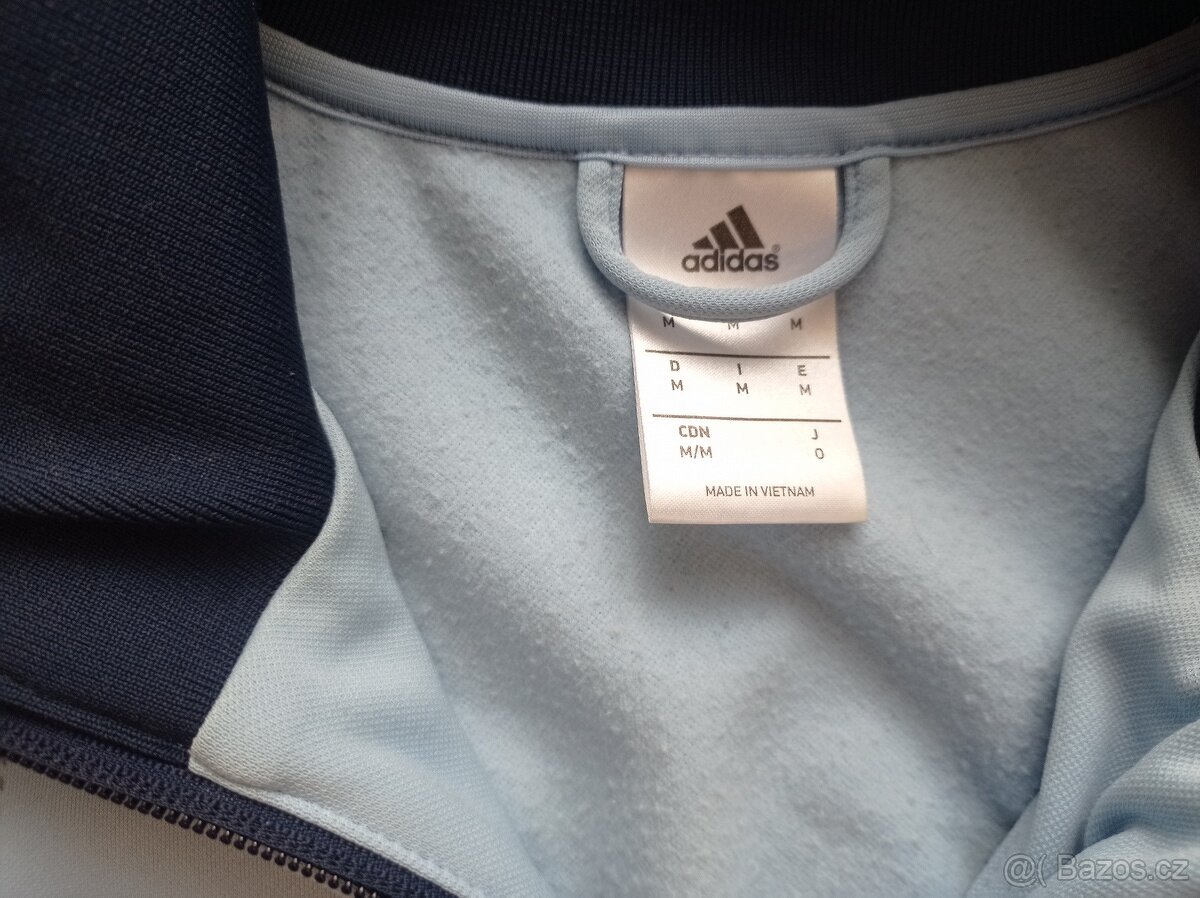 adidas®
M M M
D I E
M M M
CDN J
M/M O
MADE IN VIETNAM
@( Bazos.cz